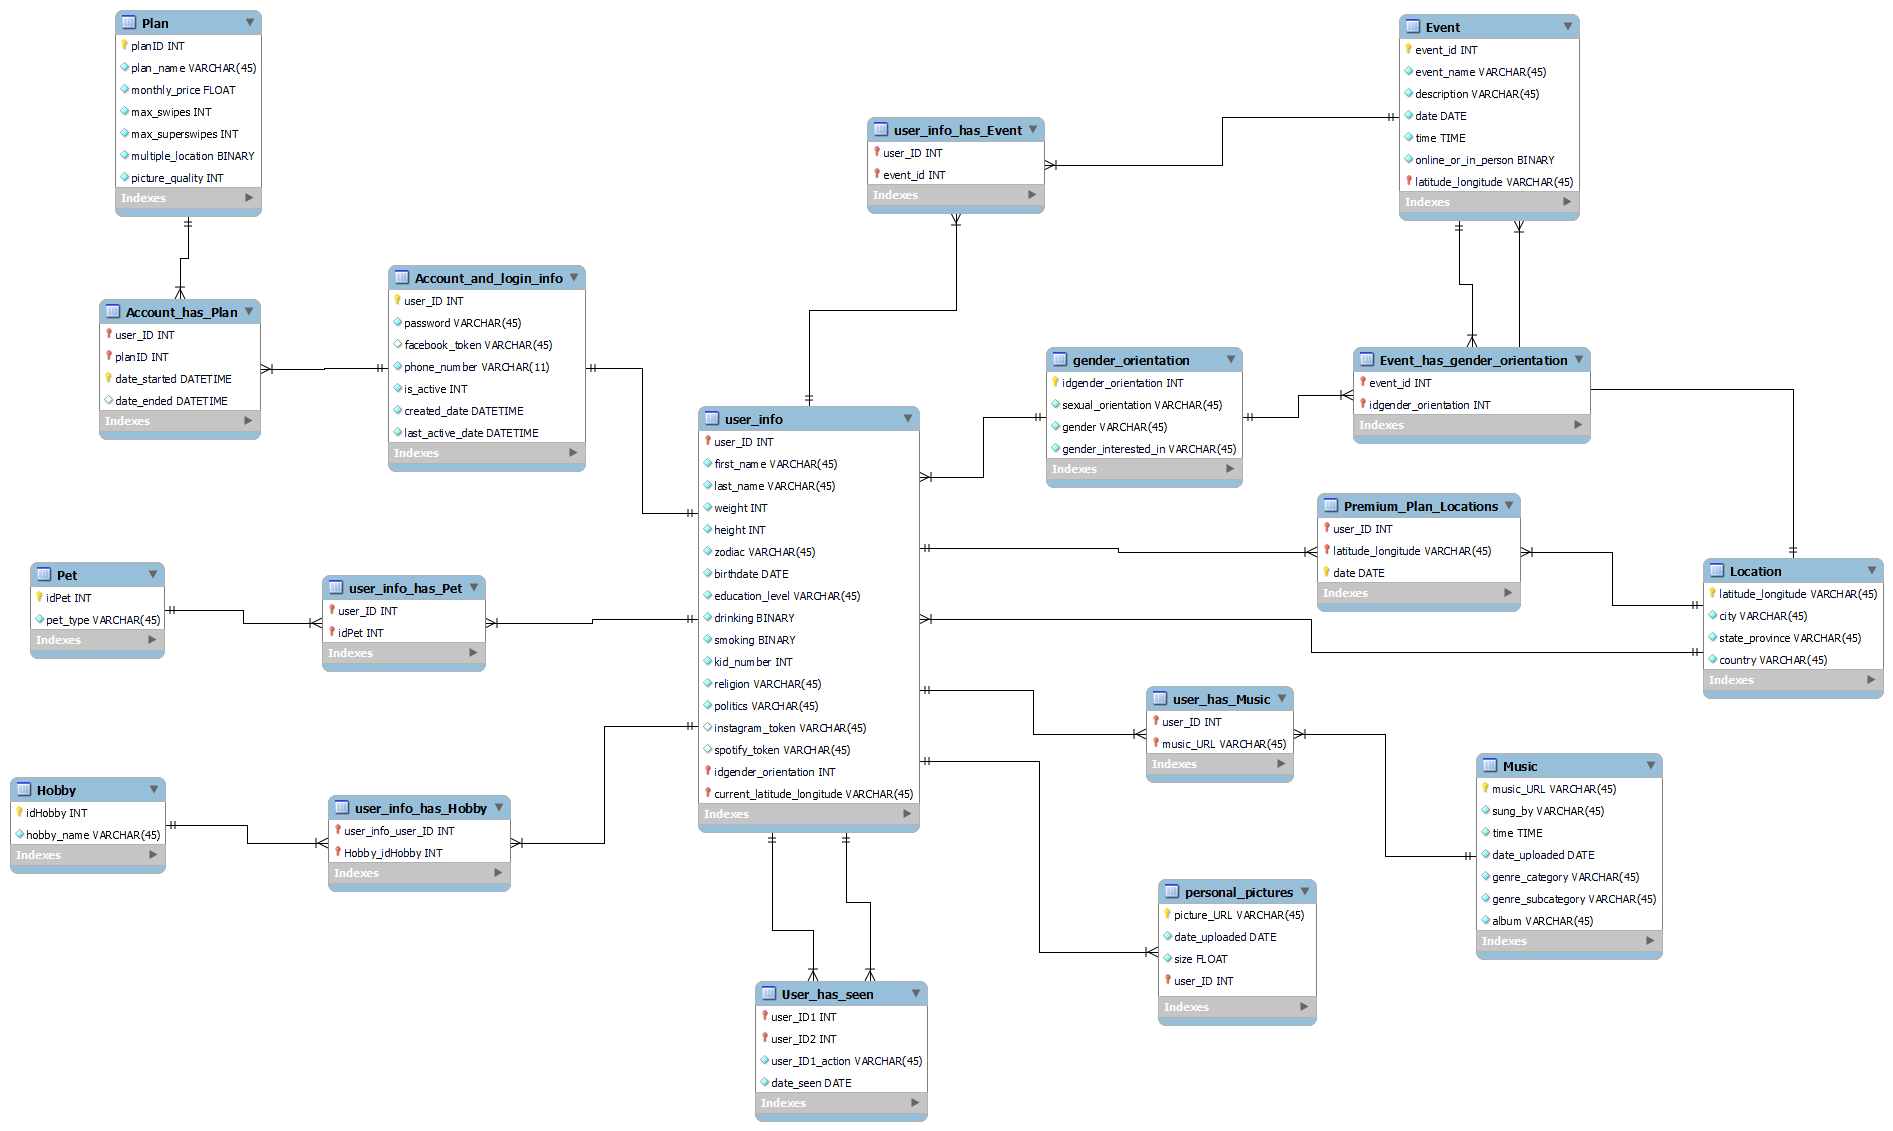 Plan
planID INT
plan_name VARCHAR(45)
monthly_price FLOAT
max_swipes INT
max_superswipes INT
multiple_location BINARY
picture_quality INT
Indexes
Event
event_id INT
event_name VARCHAR(45)
description VARCHAR(45)
date DATE
time TIME
online_or_in_person BINARY
latitude_longitude VARCHAR(45)
Indexes
user_info_has_Event
user_ID INT
event_id INT
Indexes
Account_and_login_info
user_ID INT
password VARCHAR(45)
facebook_token VARCHAR(45)
phone_number VARCHAR(11)
is_active INT
created_date DATETIME
last_active_date DATETIME
Indexes
Account_has_Plan
user_ID INT
planID INT
date_started DATETIME
date_ended DATETIME
Indexes
gender_orientation
idgender_orientation INT
sexual_orientation VARCHAR(45)
gender VARCHAR(45)
gender_interested_in VARCHAR(45)
Indexes
Event_has_gender_orientation
event_id INT
idgender_orientation INT
Indexes
user_info
user_ID INT
first_name VARCHAR(45)
last_name VARCHAR(45)
weight INT
height INT
zodiac VARCHAR(45)
birthdate DATE
education_level VARCHAR(45)
drinking BINARY
smoking BINARY
kid_number INT
religion VARCHAR(45)
politics VARCHAR(45)
instagram_token VARCHAR(45)
spotify_token VARCHAR(45)
idgender_orientation INT
current_latitude_longitude VARCHAR(45)
Indexes
Premium_Plan_Locations
user_ID INT
latitude_longitude VARCHAR(45)
date DATE
Indexes
Location
latitude_longitude VARCHAR(45)
city VARCHAR(45)
state_province VARCHAR(45)
country VARCHAR(45)
Indexes
Pet
idPet INT
pet_type VARCHAR(45)
Indexes
user_info_has_Pet
user_ID INT
idPet INT
Indexes
user_has_Music
user_ID INT
music_URL VARCHAR(45)
Indexes
Music
music_URL VARCHAR(45)
sung_by VARCHAR(45)
time TIME
date_uploaded DATE
genre_category VARCHAR(45)
genre_subcategory VARCHAR(45)
album VARCHAR(45)
Indexes
Hobby
idHobby INT
hobby_name VARCHAR(45)
Indexes
user_info_has_Hobby
user_info_user_ID INT
Hobby_idHobby INT
Indexes
personal_pictures
picture_URL VARCHAR(45)
date_uploaded DATE
size FLOAT
user_ID INT
Indexes
User_has_seen
user_ID1 INT
user_ID2 INT
user_ID1_action VARCHAR(45)
date_seen DATE
Indexes